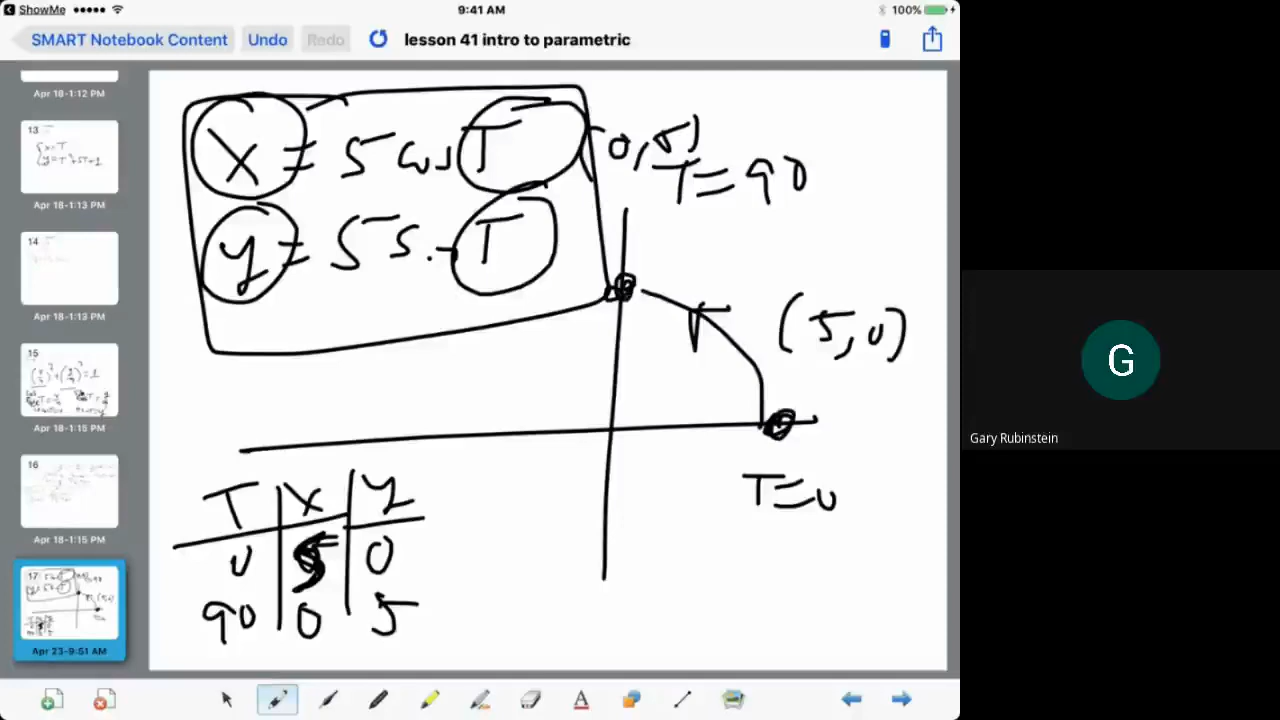 ShowMe
9:41 AM
100%
SMART Notebook Content
Undo
Redo
lesson 41 intro to parametric
Apr 18-1:12 PM
13
Apr 18-1:13 PM
14
Apr 18-1:13 PM
15
Apr 18-1:15 PM
16
Apr 18-1:15 PM
17
Apr 23-9:51 AM
x = 5 cos T
y = 5 s.- T
(0,5)
T = 90
(5,0)
T = 0
T X Y
0 5 0
90 0 5
G
Gary Rubinstein
A